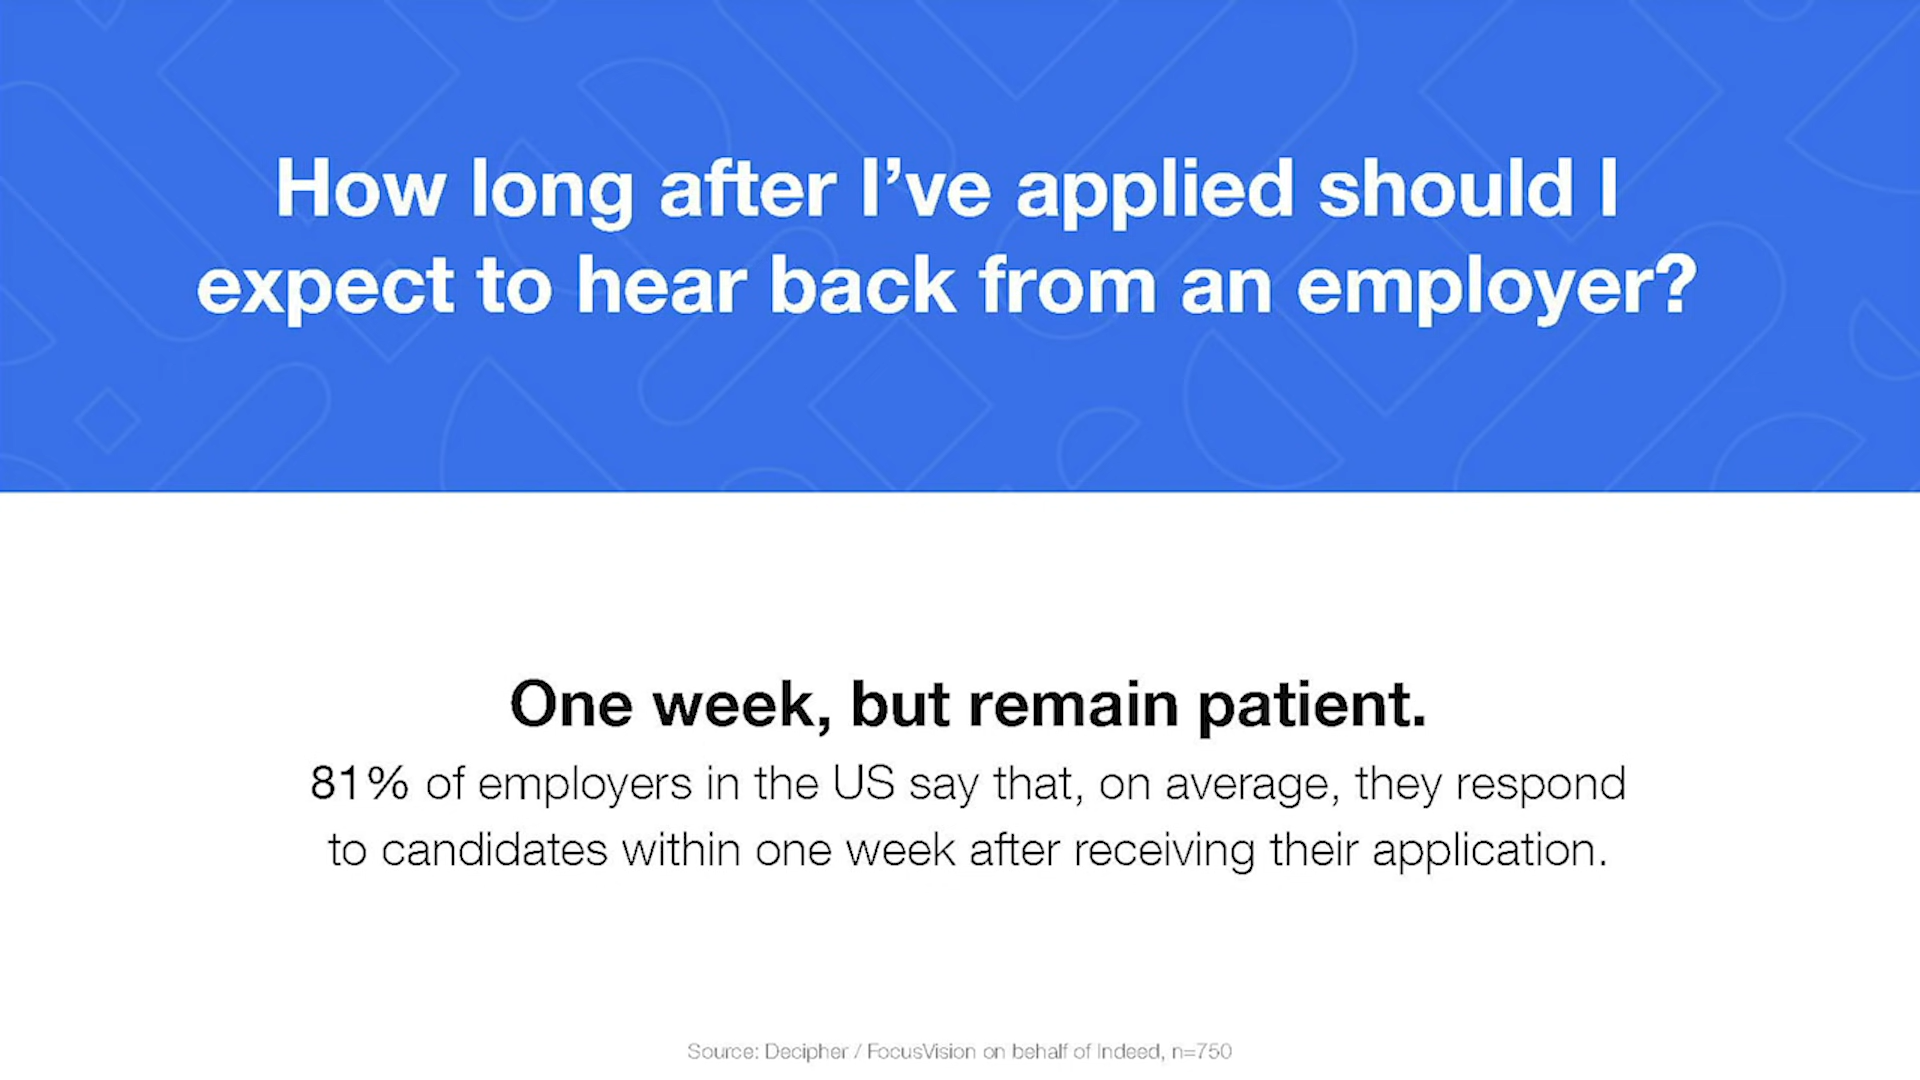 How long after I’ve applied should I
expect to hear back from an employer?
One week, but remain patient.
81% of employers in the US say that, on average, they respond
to candidates within one week after receiving their application.
Source: Decipher / FocusVision on behalf of Indeed, n=750